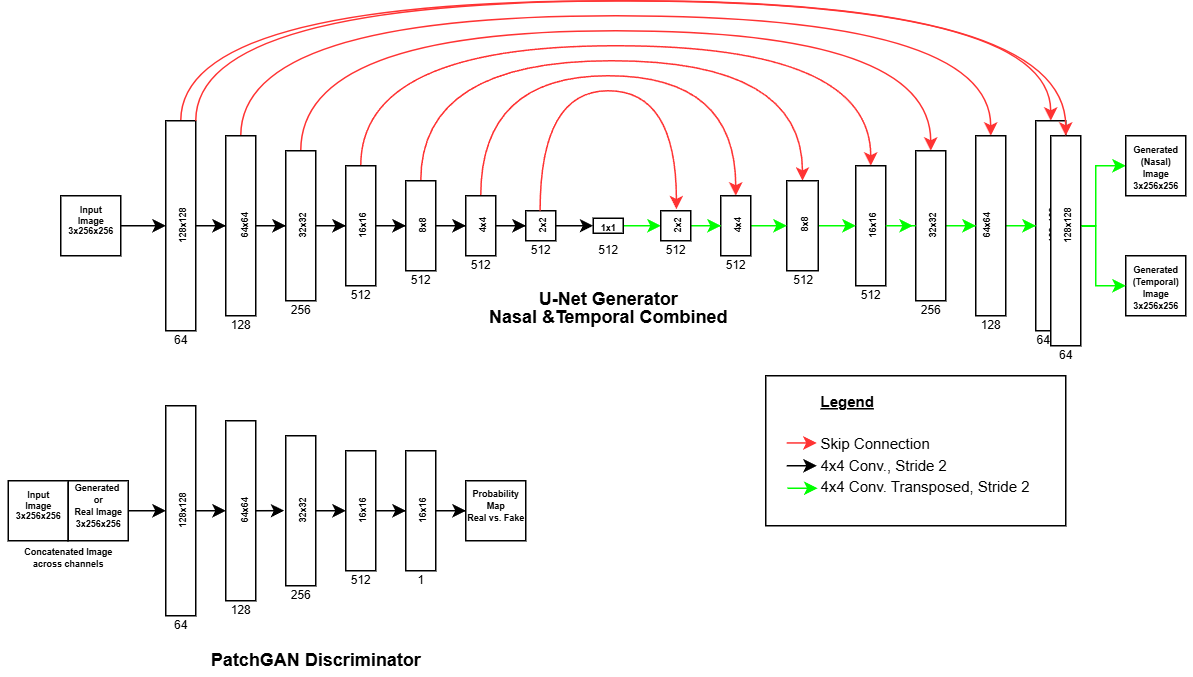 Input
Image
3x256x256
128x128
64
64x64
128
32x32
256
16x16
512
8x8
512
4x4
512
2x2
512
1x1
512
2x2
512
4x4
512
8x8
512
16x16
512
32x32
256
64x64
128
64
128x128
64
Generated
(Nasal)
Image
3x256x256
Generated
(Temporal)
Image
3x256x256
U-Net Generator
Nasal &Temporal Combined
Legend
Skip Connection
4x4 Conv., Stride 2
4x4 Conv. Transposed, Stride 2
Input
Image
3x256x256
Generated
or
Real Image
3x256x256
Concatenated Image
across channels
128x128
64
64x64
128
32x32
256
16x16
512
16x16
1
Probability
Map
Real vs. Fake
PatchGAN Discriminator